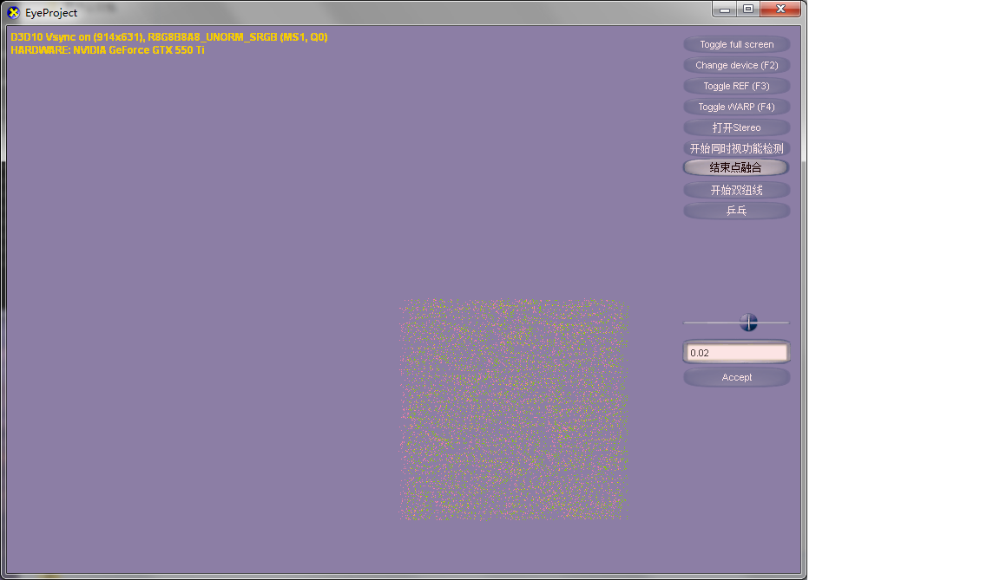 EyeProject
D3D10 Vsync on (914x631), R8G8B8A8_UNORM_SRGB (MS1, Q0)
HARDWARE: NVIDIA GeForce GTX 550 Ti
Toggle full screen
Change device (F2)
Toggle REF (F3)
Toggle WARP (F4)
打开Stereo
开始同时视功能检测
结束点融合
开始双纽线
乒乓
0.02
Accept